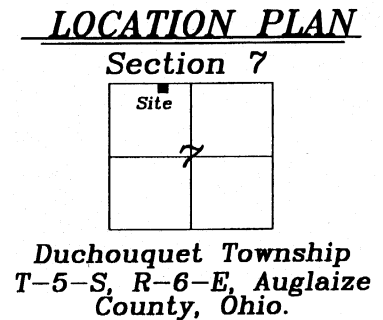 LOCATION PLAN
Section 7
Site
7
Duchouquet Township
T-5-S, R-6-E, Auglaize
County, Ohio.